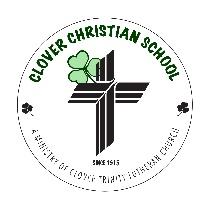 CLOVER CHRISTIAN SCHOOL
SINCE 1915
A MINISTRY OF CLOVER TRINITY LUTHERAN CHURCH